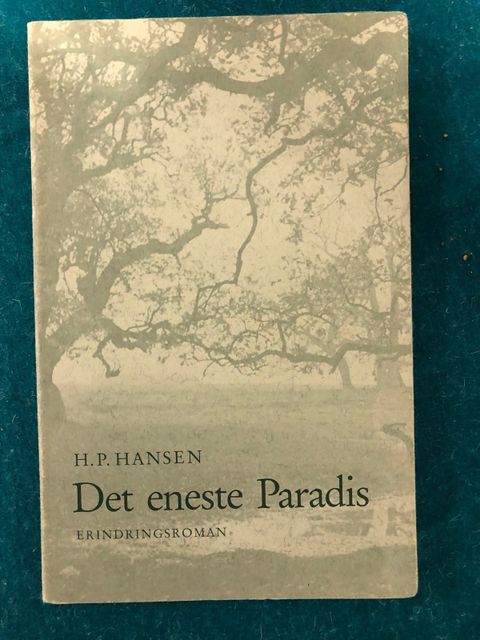 H.P. HANSEN
Det eneste Paradis
ERINDRINGSROMAN